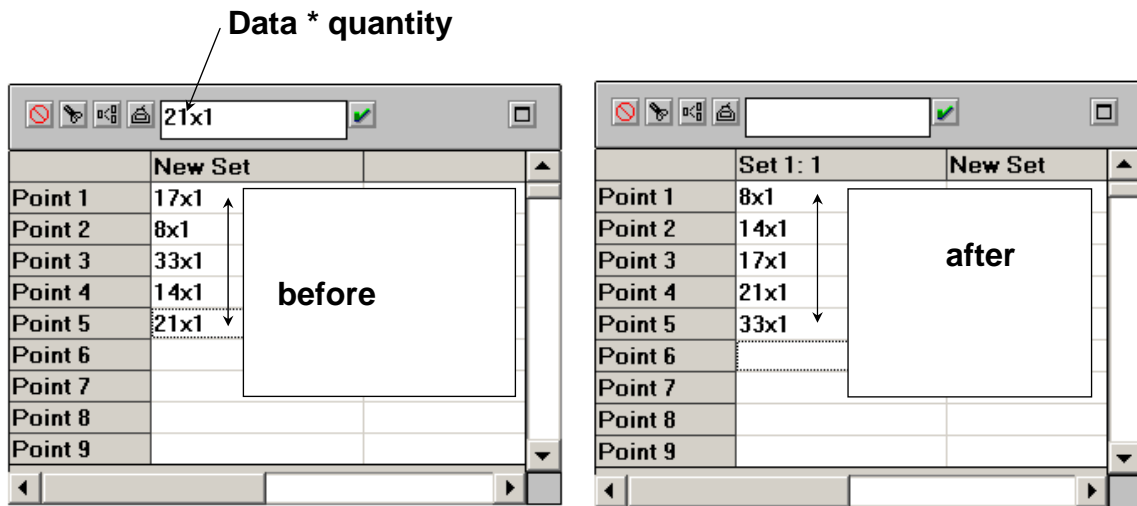 Data * quantity
21x1
New Set
Point 1 17x1
Point 2 8x1
Point 3 33x1
Point 4 14x1
Point 5 21x1
Point 6
Point 7
Point 8
Point 9
before
Set 1: 1 New Set
Point 1 8x1
Point 2 14x1
Point 3 17x1
Point 4 21x1
Point 5 33x1
Point 6
Point 7
Point 8
Point 9
after